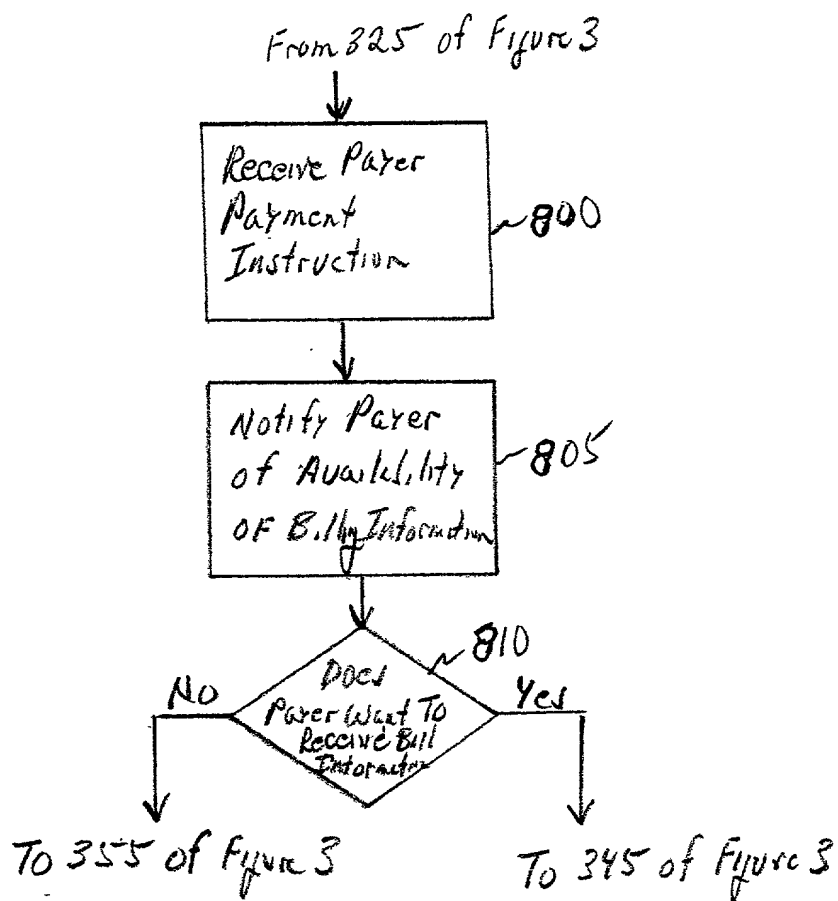 From 325 of Figure 3
Receive Payer
Payment
Instruction
800
Notify Payer
of Availability
of Billing Information
805
810
Does
Payer Want To
Receive Bill
Information
No
Yes
To 355 of Figure 3
To 345 of Figure 3